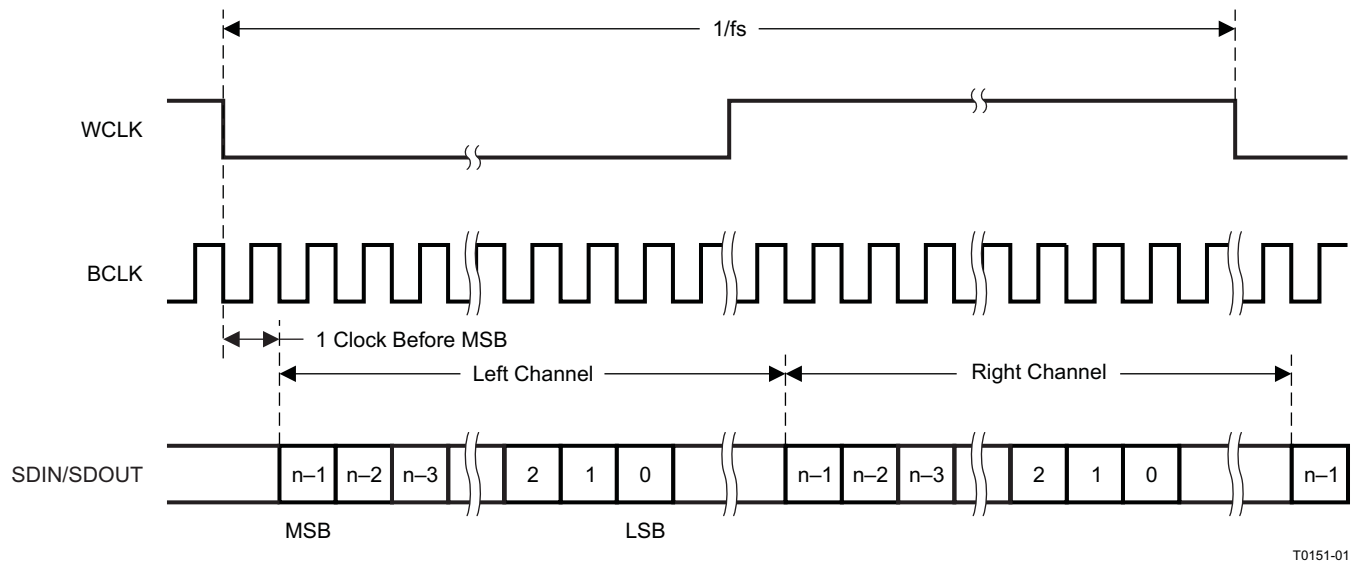 1/fs
WCLK
BCLK
1 Clock Before MSB
Left Channel
Right Channel
SDIN/SDOUT
n–1 n–2 n–3 2 1 0 n–1 n–2 n–3 2 1 0 n–1
MSB LSB
T0151-01